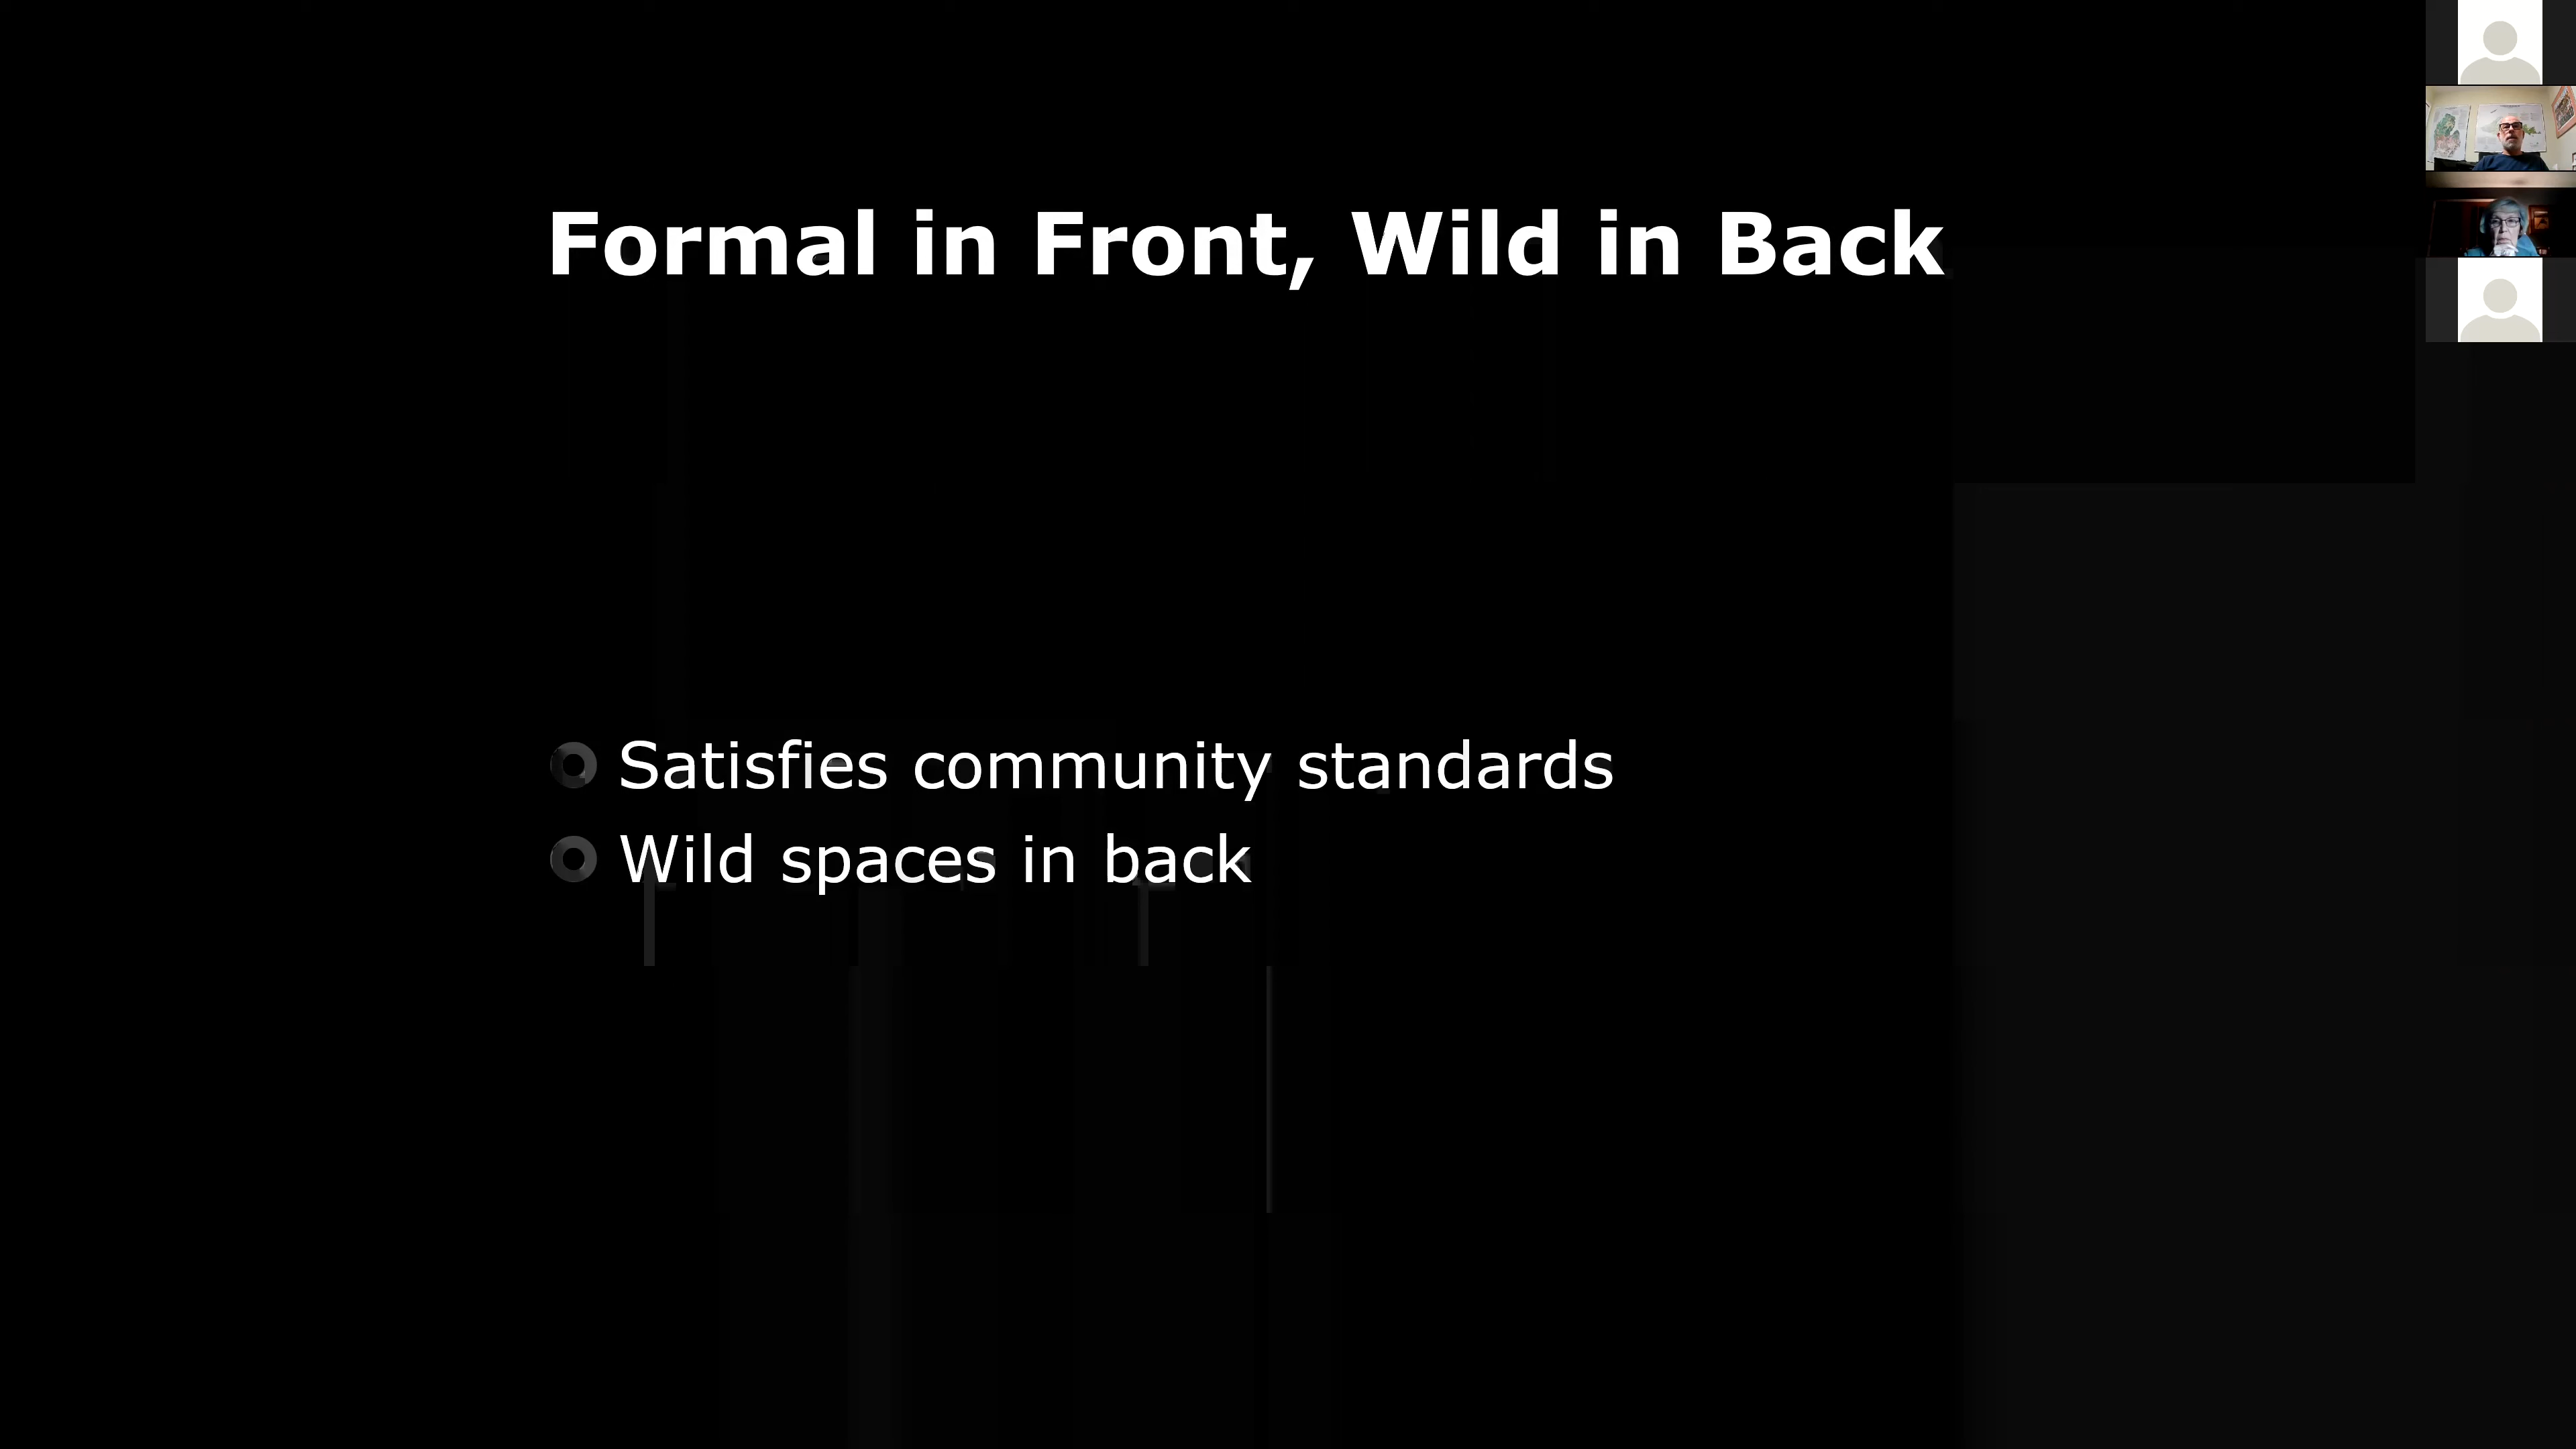 Formal in Front, Wild in Back
Satisfies community standards
Wild spaces in back